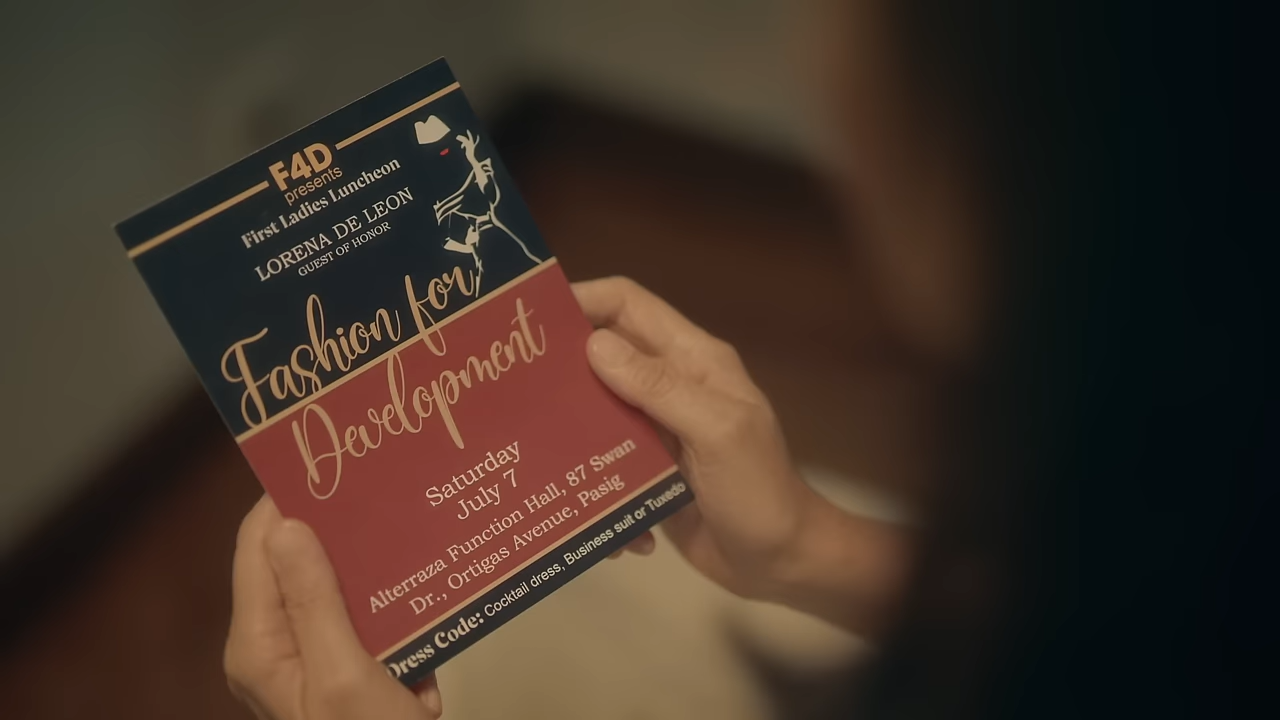 F4D
presents
First Ladies Luncheon
LORENA DE LEON
GUEST OF HONOR
Fashion for
Development
Saturday
July 7
Alterraza Function Hall, 87 Swan
Dr., Ortigas Avenue, Pasig
Dress Code: Cocktail dress, Business suit or Tuxedo